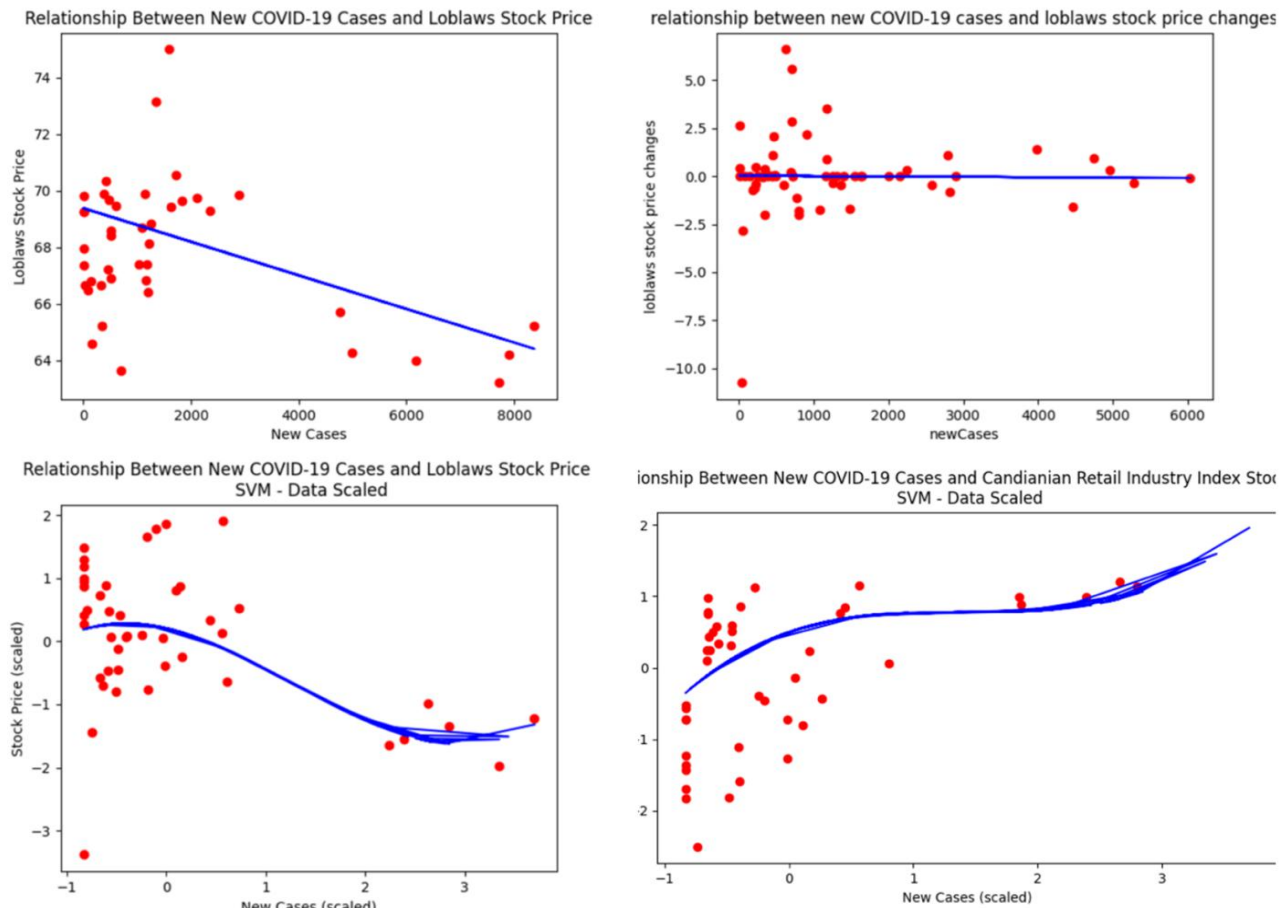 Relationship Between New COVID-19 Cases and Loblaws Stock Price
74
72
70
68
66
64
Loblaws Stock Price
0 2000 4000 6000 8000
New Cases
relationship between new COVID-19 cases and loblaws stock price changes
5.0
2.5
0.0
−2.5
−5.0
−7.5
−10.0
loblaws stock price changes
0 1000 2000 3000 4000 5000 6000
newCases
Relationship Between New COVID-19 Cases and Loblaws Stock Price
SVM - Data Scaled
2
1
0
−1
−2
−3
Stock Price (scaled)
−1 0 1 2 3
New Cases (scaled)
ionship Between New COVID-19 Cases and Candianian Retail Industry Index Stoc
SVM - Data Scaled
2
1
0
-1
-2
−1 0 1 2 3
New Cases (scaled)